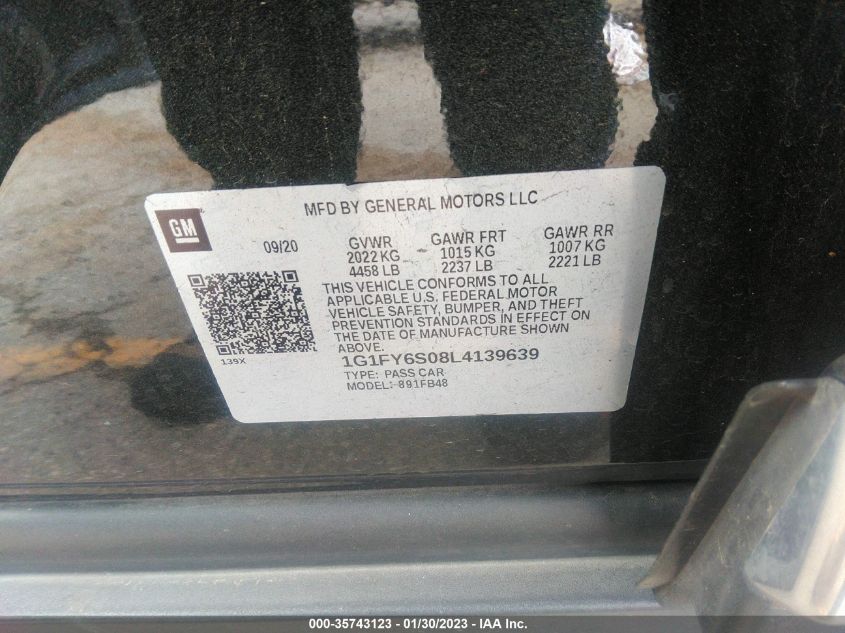 MFD BY GENERAL MOTORS LLC
GM
09/20 GVWR GAWR FRT GAWR RR
2022 KG 1015 KG 1007 KG
4458 LB 2237 LB 2221 LB
THIS VEHICLE CONFORMS TO ALL
APPLICABLE U.S. FEDERAL MOTOR
VEHICLE SAFETY, BUMPER, AND THEFT
PREVENTION STANDARDS IN EFFECT ON
THE DATE OF MANUFACTURE SHOWN
ABOVE.
139X
1G1FY6S08L4139639
TYPE: PASS CAR
MODEL: 891FB48
000-35743123 - 01/30/2023 - IAA Inc.